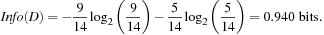 Info(D) = −9/14 log₂(9/14) − 5/14 log₂(5/14) = 0.940 bits.